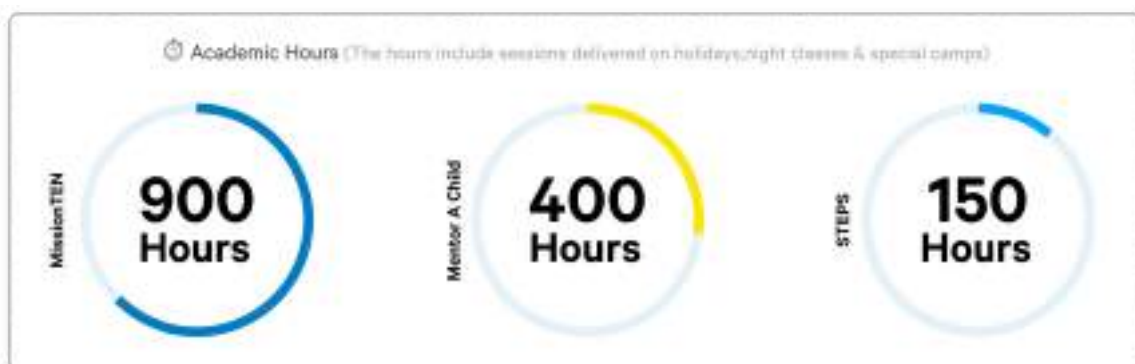 Academic Hours (The hours include sessions delivered on holidays,night classes & special camps)
MissionTEN
900
Hours
Mentor A Child
400
Hours
STEPS
150
Hours